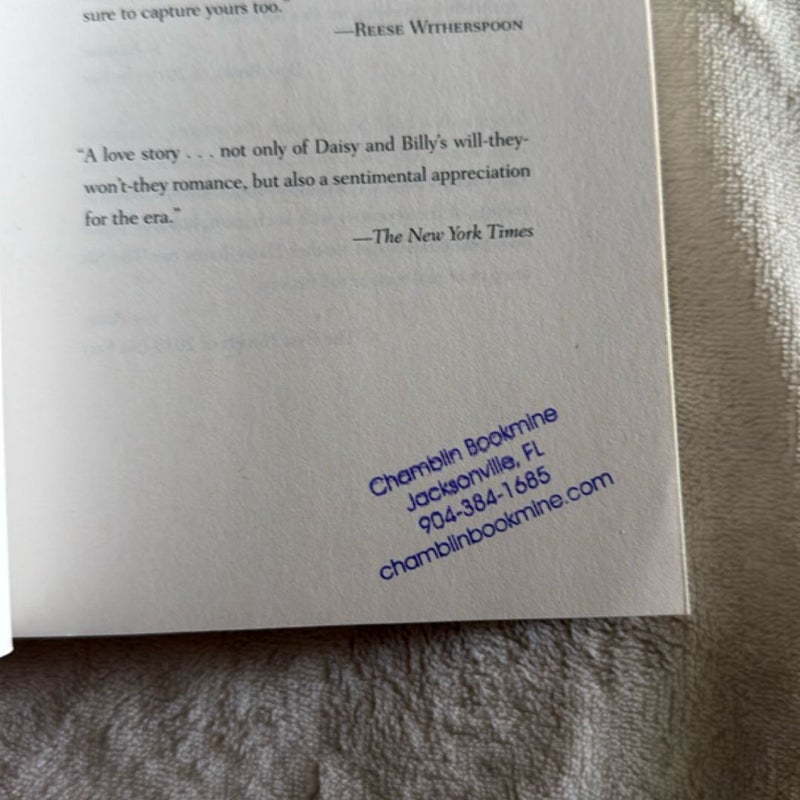 sure to capture yours too."
—REESE WITHERSPOON
“A love story . . . not only of Daisy and Billy’s will-they-
won’t-they romance, but also a sentimental appreciation
for the era.”
—The New York Times
Chamblin Bookmine
Jacksonville, FL
904-384-1685
chamblinbookmine.com